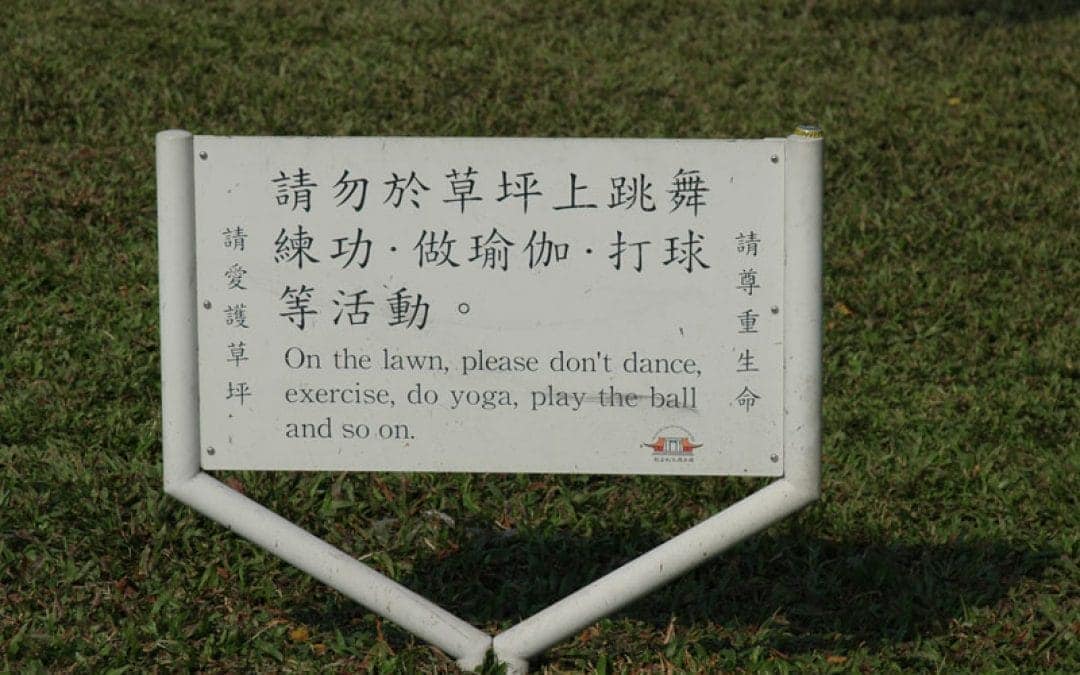 請勿於草坪上跳舞
練功·做瑜伽·打球
等活動。
On the lawn, please don't dance,
exercise, do yoga, play the ball
and so on.
請愛護草坪
請尊重生命